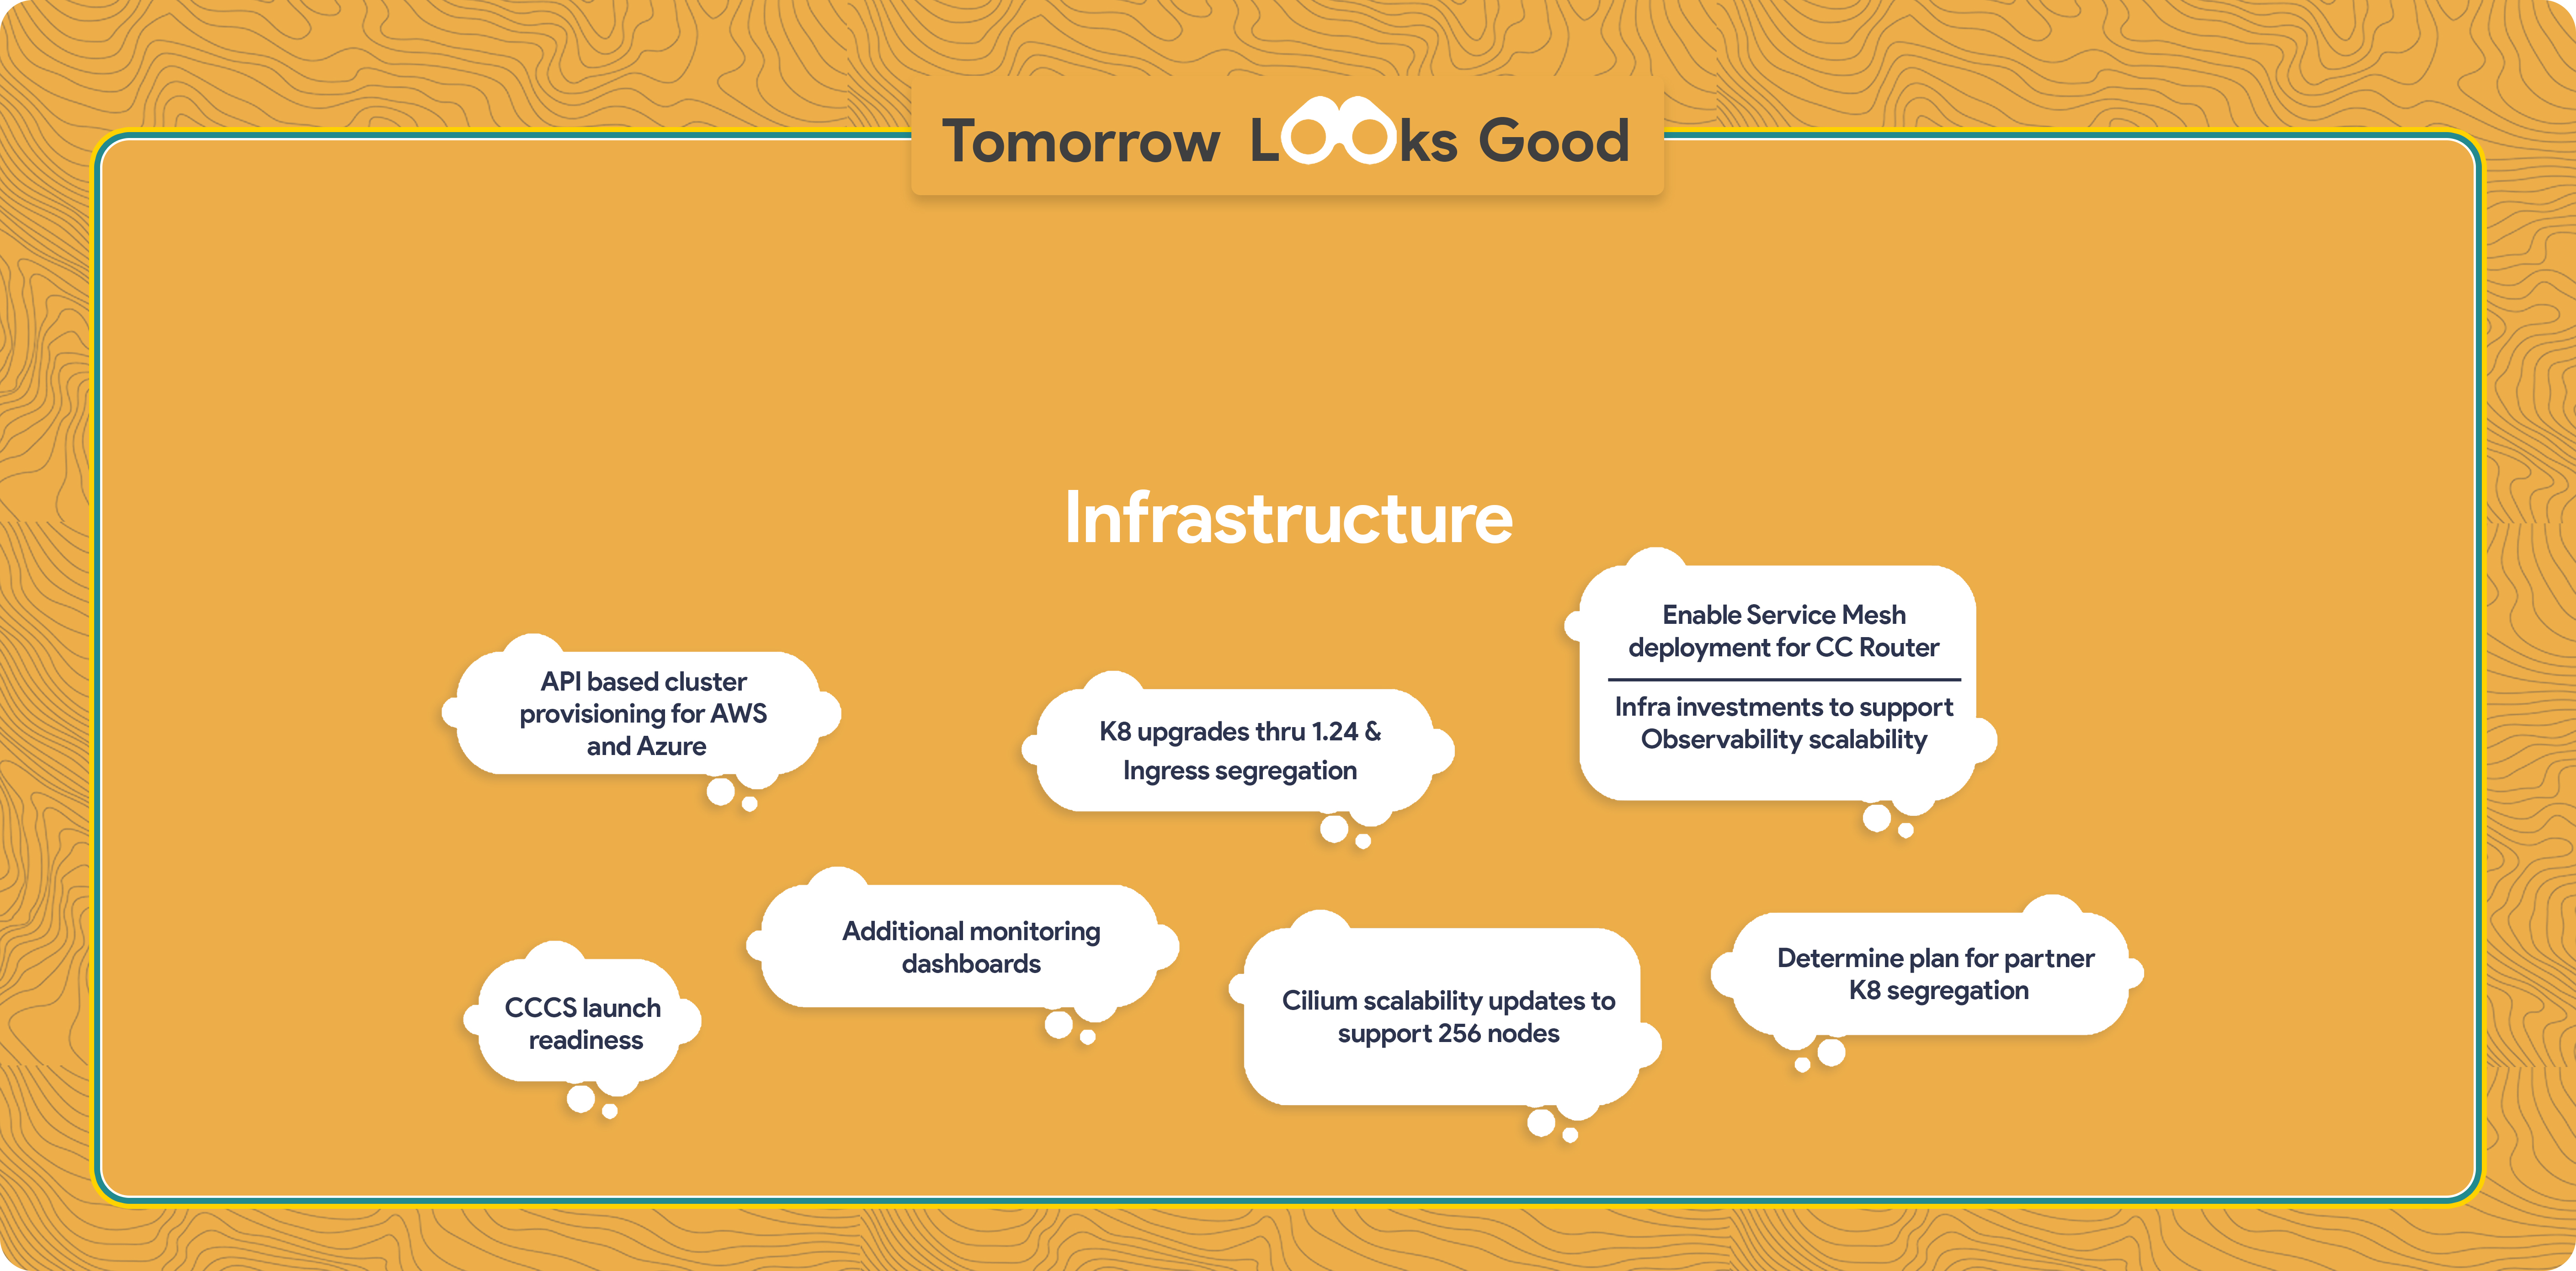 Tomorrow Looks Good
Infrastructure
Enable Service Mesh
deployment for CC Router
Infra investments to support
Observability scalability
API based cluster
provisioning for AWS
and Azure
K8 upgrades thru 1.24 &
Ingress segregation
Additional monitoring
dashboards
Determine plan for partner
K8 segregation
CCCS launch
readiness
Cilium scalability updates to
support 256 nodes